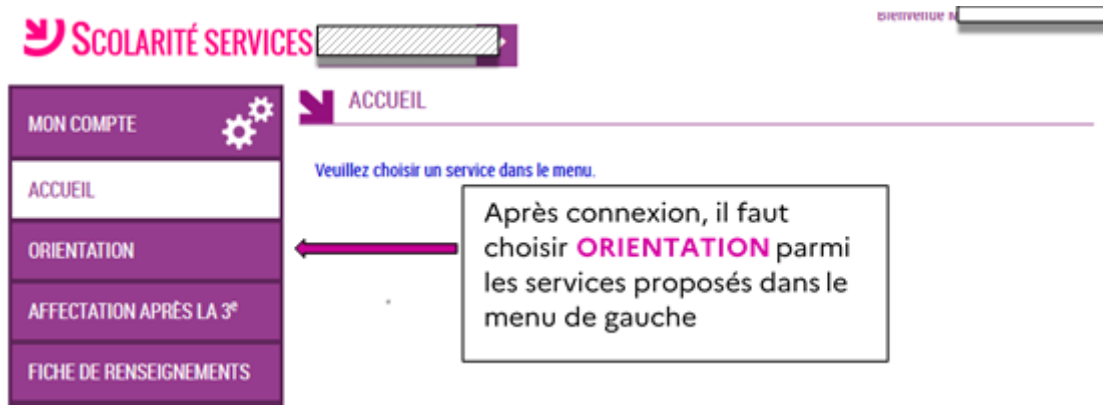 Bienvenue M
SCOLARITÉ SERVICES
MON COMPTE
ACCUEIL
ORIENTATION
AFFECTATION APRÈS LA 3ᵉ
FICHE DE RENSEIGNEMENTS
ACCUEIL
Veuillez choisir un service dans le menu.
Après connexion, il faut
choisir ORIENTATION parmi
les services proposés dans le
menu de gauche